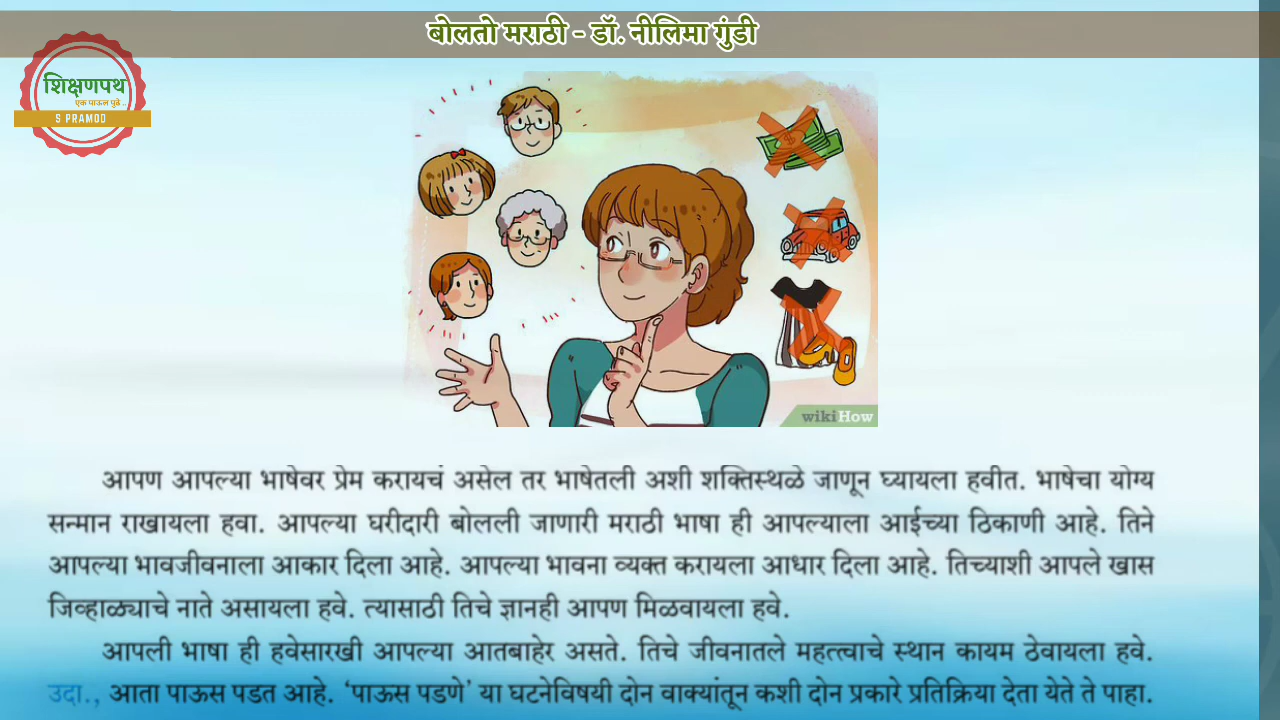 बोलतो मराठी - डॉ. नीलिमा गुंडी
शिक्षणपथ
एक पाऊल पुढे ..
S PRAMOD
wikiHow
आपण आपल्या भाषेवर प्रेम करायचं असेल तर भाषेतली अशी शक्तिस्थळे जाणून घ्यायला हवीत. भाषेचा योग्य
सन्मान राखायला हवा. आपल्या घरीदारी बोलली जाणारी मराठी भाषा ही आपल्याला आईच्या ठिकाणी आहे. तिने
आपल्या भावजीवनाला आकार दिला आहे. आपल्या भावना व्यक्त करायला आधार दिला आहे. तिच्याशी आपले खास
जिव्हाळ्याचे नाते असायला हवे. त्यासाठी तिचे ज्ञानही आपण मिळवायला हवे.
आपली भाषा ही हवेसारखी आपल्या आतबाहेर असते. तिचे जीवनातले महत्त्वाचे स्थान कायम ठेवायला हवे.
उदा., आता पाऊस पडत आहे. ‘पाऊस पडणे’ या घटनेविषयी दोन वाक्यांतून कशी दोन प्रकारे प्रतिक्रिया देता येते ते पाहा.